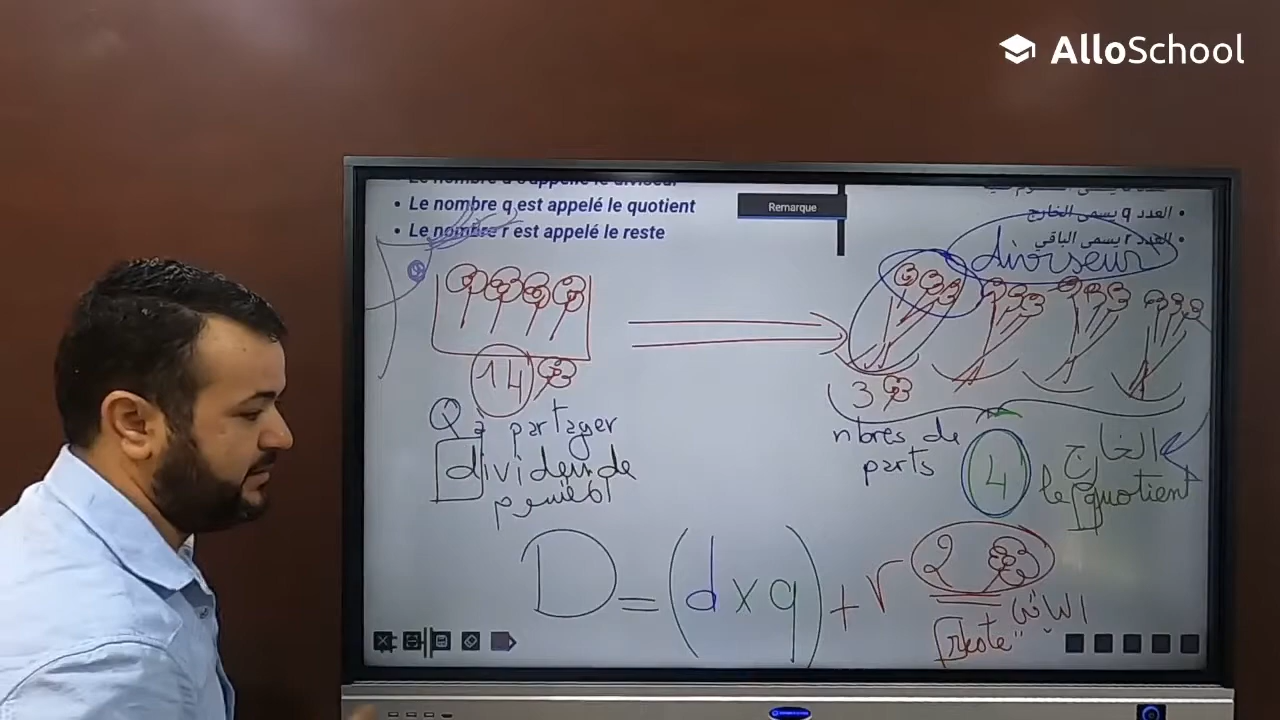 AlloSchool
• Le nombre d s'appelle le diviseur
• Le nombre q est appelé le quotient
• Le nombre r est appelé le reste
Remarque
• العدد q يسمى الخارج
• العدد r يسمى الباقي
diviseur
14
3
Q à partager
dividende
المقسوم
nbres de
parts
4
الخارج
le quotient
D = (d x q) + r
2
الباقي
reste